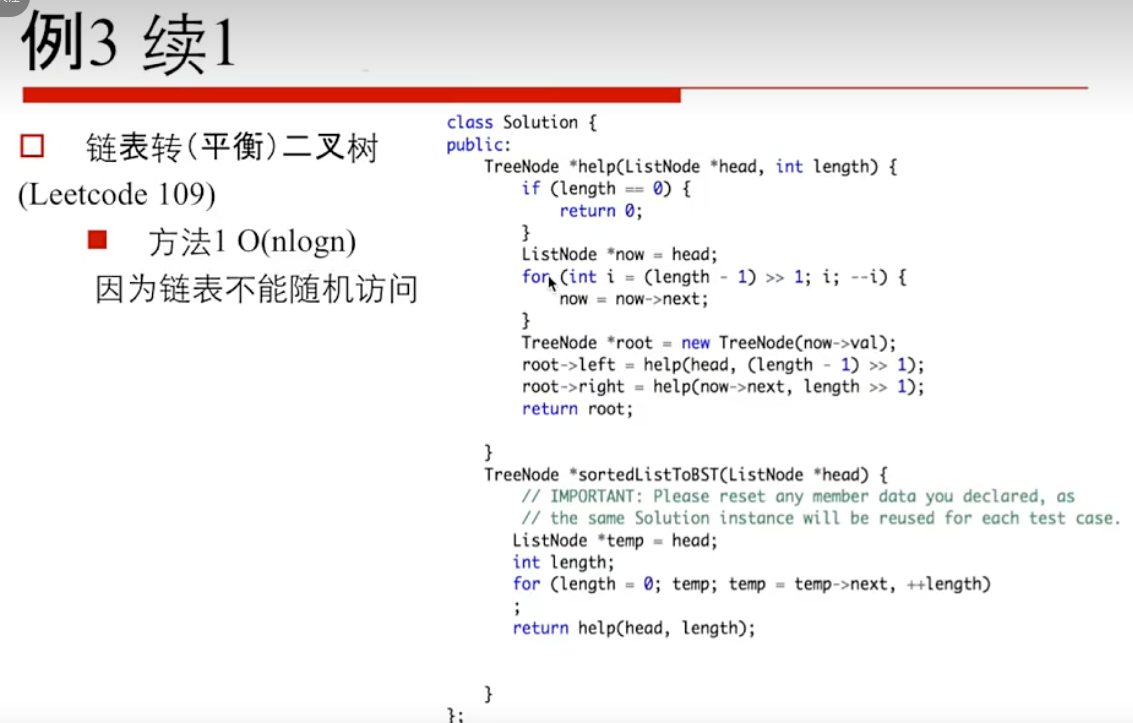 例3 续1
链表转(平衡)二叉树
(Leetcode 109)
方法1 O(nlogn)
因为链表不能随机访问
class Solution {
public:
    TreeNode *help(ListNode *head, int length) {
        if (length == 0) {
            return 0;
        }
        ListNode *now = head;
        for (int i = (length - 1) >> 1; i; --i) {
            now = now->next;
        }
        TreeNode *root = new TreeNode(now->val);
        root->left = help(head, (length - 1) >> 1);
        root->right = help(now->next, length >> 1);
        return root;
    }
    TreeNode *sortedListToBST(ListNode *head) {
        // IMPORTANT: Please reset any member data you declared, as
        // the same Solution instance will be reused for each test case.
       ListNode *temp = head;
       int length;
       for (length = 0; temp; temp = temp->next, ++length)
       ;
       return help(head, length);
    }
};